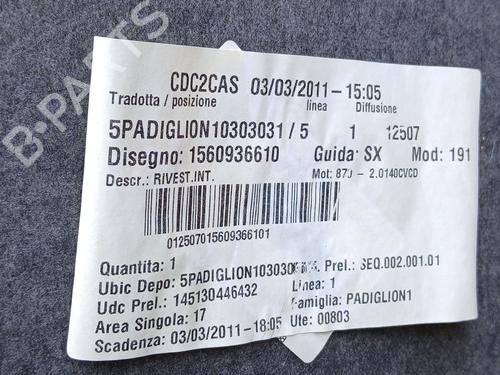 CDC2CAS 03/03/2011-15:05
Tradotta / posizione linea Diffusione
5PADIGLION10303031 / 5 1 12507
Disegno: 1560936610 Guida: SX Mod: 191
Descr.: RIVEST.INT. Mot: 870 - 2.0140CVCD
012507015609366101
Quantita: 1
Ubic Depo: Prel.: SEQ.002.001.01
Udc Prel.: 145130446432 Linea: 1
Area Singola: 17 Famiglia: PADIGLION1
Scadenza: 03/03/2011-18:05 Ute: 00803
B-PARTS